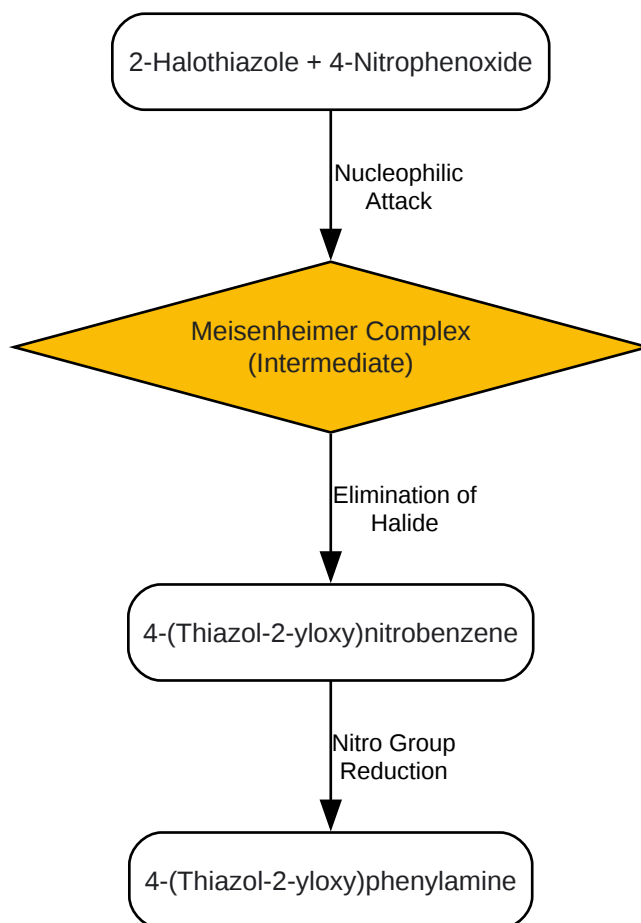 2-Halothiazole + 4-Nitrophenoxide
Nucleophilic
Attack
Meisenheimer Complex
(Intermediate)
Elimination of
Halide
4-(Thiazol-2-yloxy)nitrobenzene
Nitro Group
Reduction
4-(Thiazol-2-yloxy)phenylamine